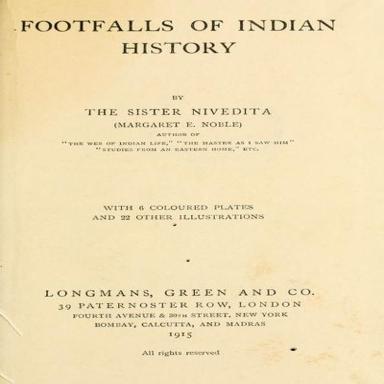 FOOTFALLS OF INDIAN
HISTORY
BY
THE SISTER NIVEDITA
(MARGARET E. NOBLE)
AUTHOR OF
"THE WEB OF INDIAN LIFE," "THE MASTER AS I SAW HIM"
"STUDIES FROM AN EASTERN HOME," ETC.
WITH 6 COLOURED PLATES
AND 22 OTHER ILLUSTRATIONS
LONGMANS, GREEN AND CO.
39 PATERNOSTER ROW, LONDON
FOURTH AVENUE & 30TH STREET, NEW YORK
BOMBAY, CALCUTTA, AND MADRAS
1915
All rights reserved